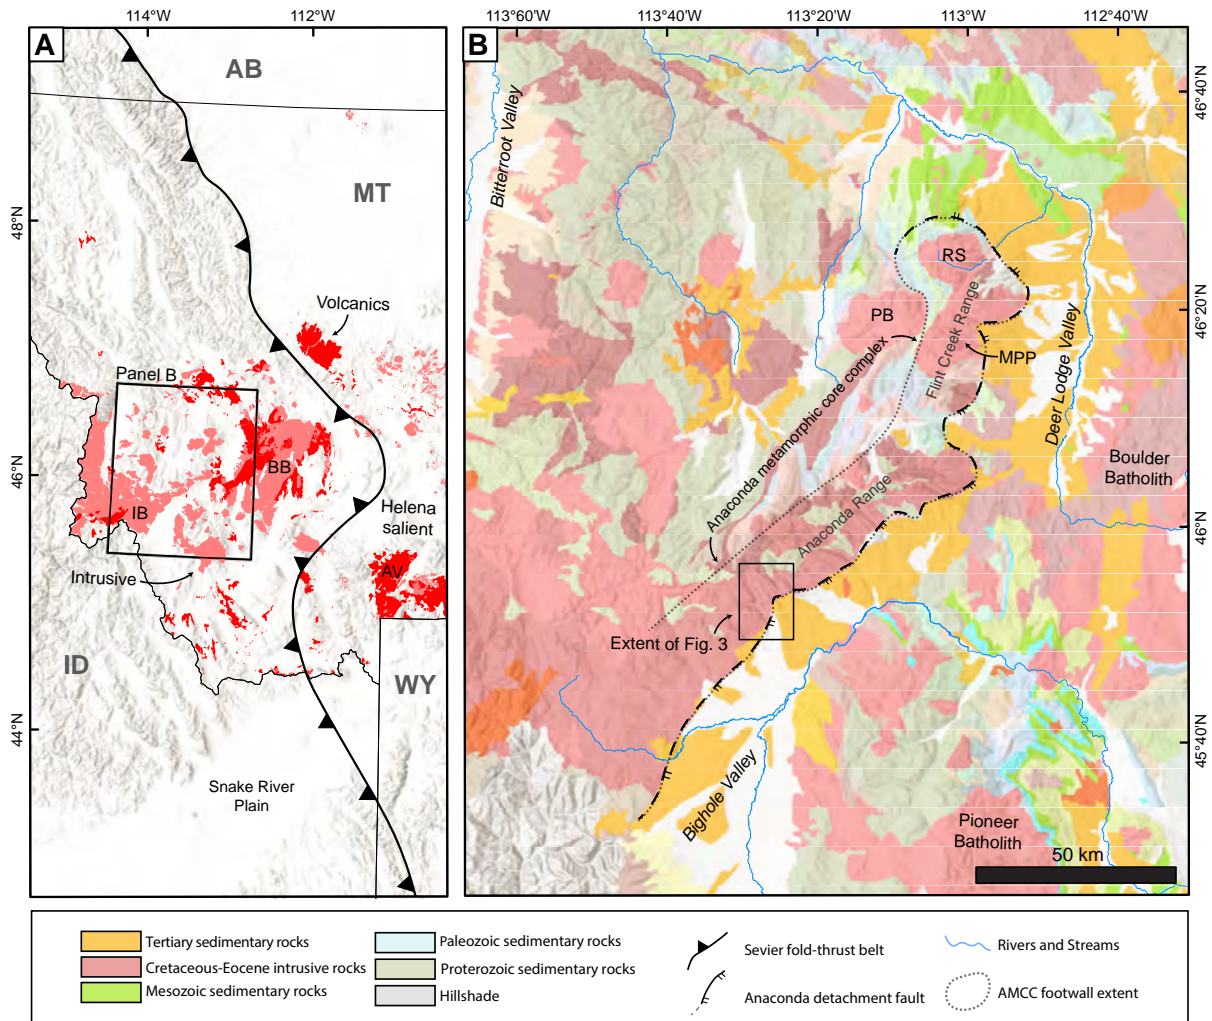 114°W
112°W
113°60'W
113°40'W
113°20'W
113°0'W
112°40'W
A
AB
MT
48°N
46°N
44°N
Volcanics
Panel B
BB
IB
Helena
salient
AV
Intrusive
ID
WY
Snake River
Plain
B
Bitterroot Valley
46°40'N
46°20'N
46°N
45°40'N
RS
PB
MPP
Flint Creek Range
Deer Lodge Valley
Anaconda metamorphic core complex
Anaconda Range
Boulder
Batholith
Extent of Fig. 3
Bighole Valley
Pioneer
Batholith
50 km
Tertiary sedimentary rocks
Cretaceous-Eocene intrusive rocks
Mesozoic sedimentary rocks
Paleozoic sedimentary rocks
Proterozoic sedimentary rocks
Hillshade
Sevier fold-thrust belt
Anaconda detachment fault
Rivers and Streams
AMCC footwall extent